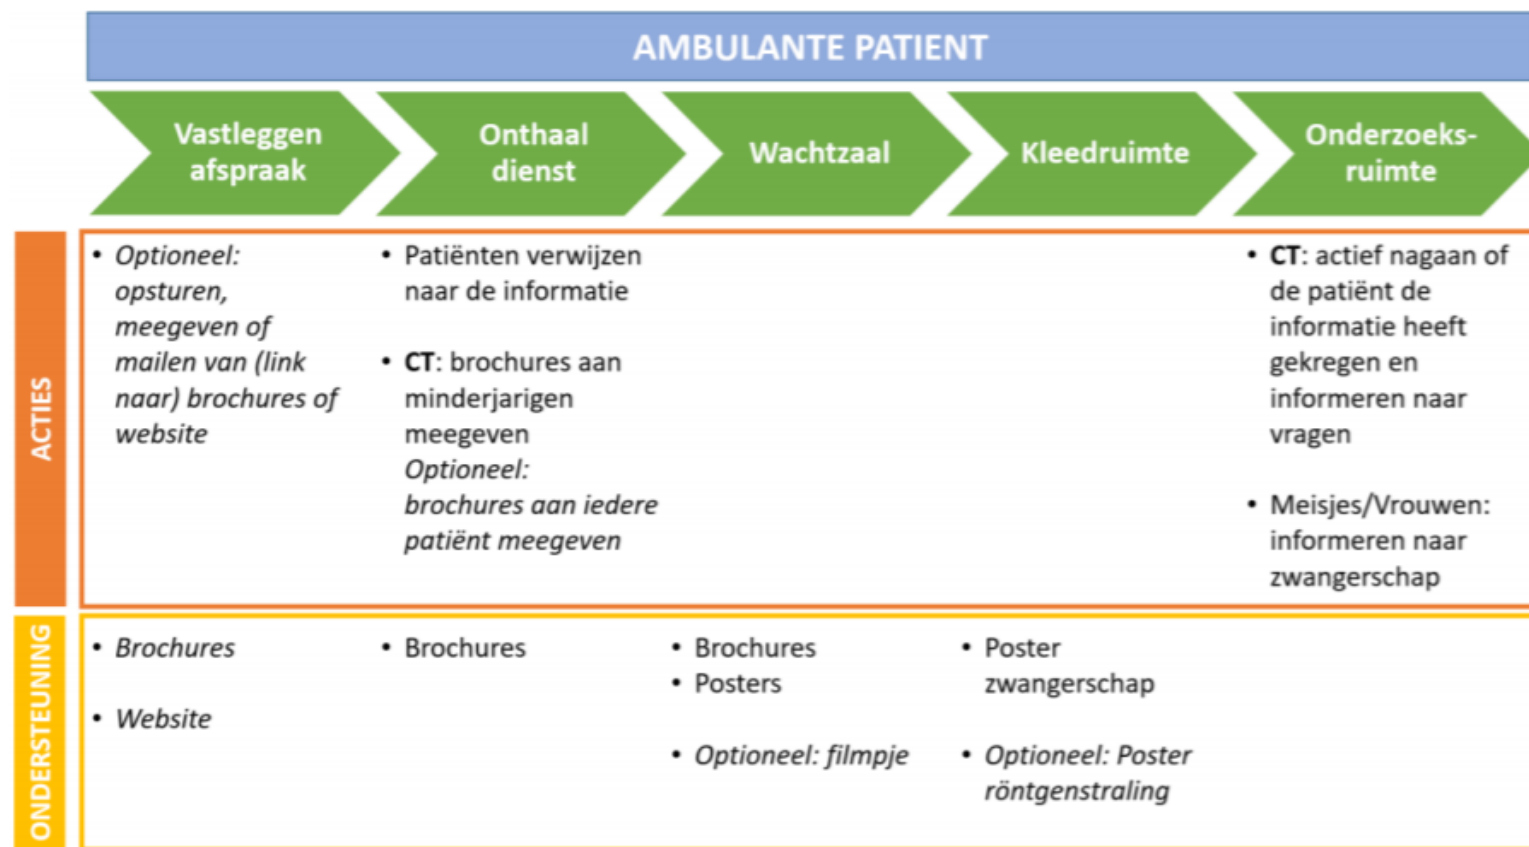 AMBULANTE PATIENT
Vastleggen
afspraak
Onthaal
dienst
Wachtzaal
Kleedruimte
Onderzoeks-
ruimte
ACTIES
• Optioneel:
opsturen,
meegeven of
mailen van (link
naar) brochures of
website
• Patiënten verwijzen
naar de informatie
• CT: brochures aan
minderjarigen
meegeven
Optioneel:
brochures aan iedere
patiënt meegeven
• CT: actief nagaan of
de patiënt de
informatie heeft
gekregen en
informeren naar
vragen
• Meisjes/Vrouwen:
informeren naar
zwangerschap
ONDERSTEUNING
• Brochures
• Website
• Brochures
• Brochures
• Posters
• Optioneel: filmpje
• Poster
zwangerschap
• Optioneel: Poster
röntgenstraling